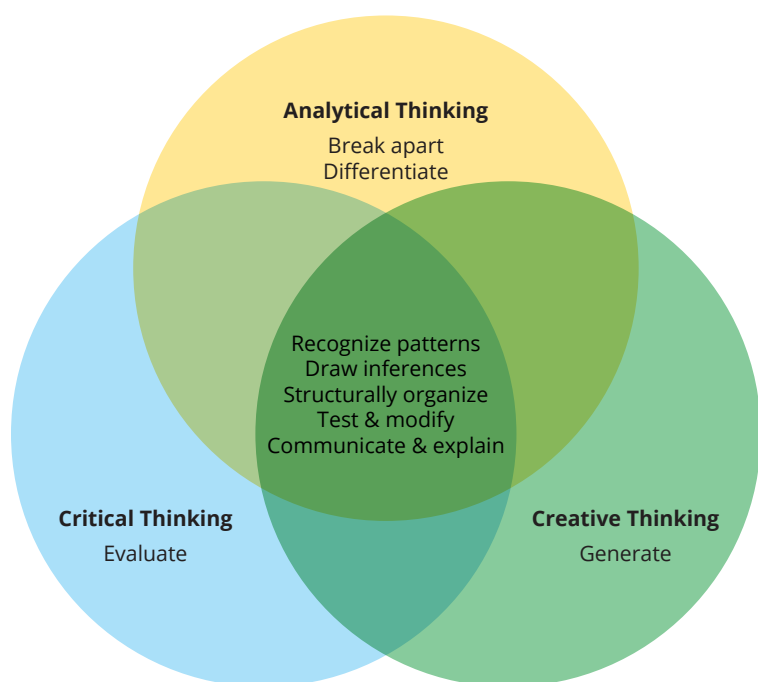 Analytical Thinking
Break apart
Differentiate
Recognize patterns
Draw inferences
Structurally organize
Test & modify
Communicate & explain
Critical Thinking
Evaluate
Creative Thinking
Generate